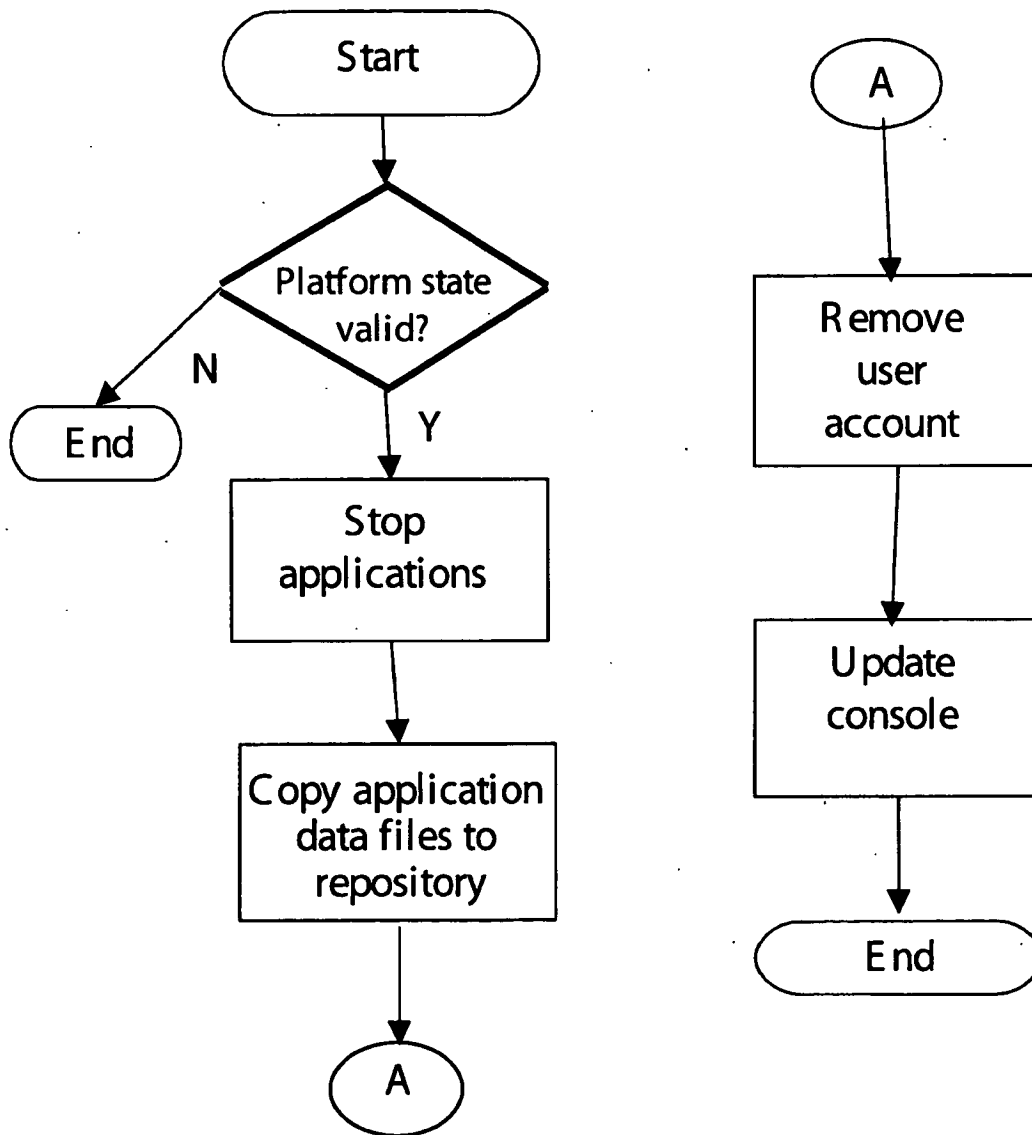 Start
Platform state
valid?
N
Y
End
Stop
applications
Copy application
data files to
repository
A
A
Remove
user
account
Update
console
End